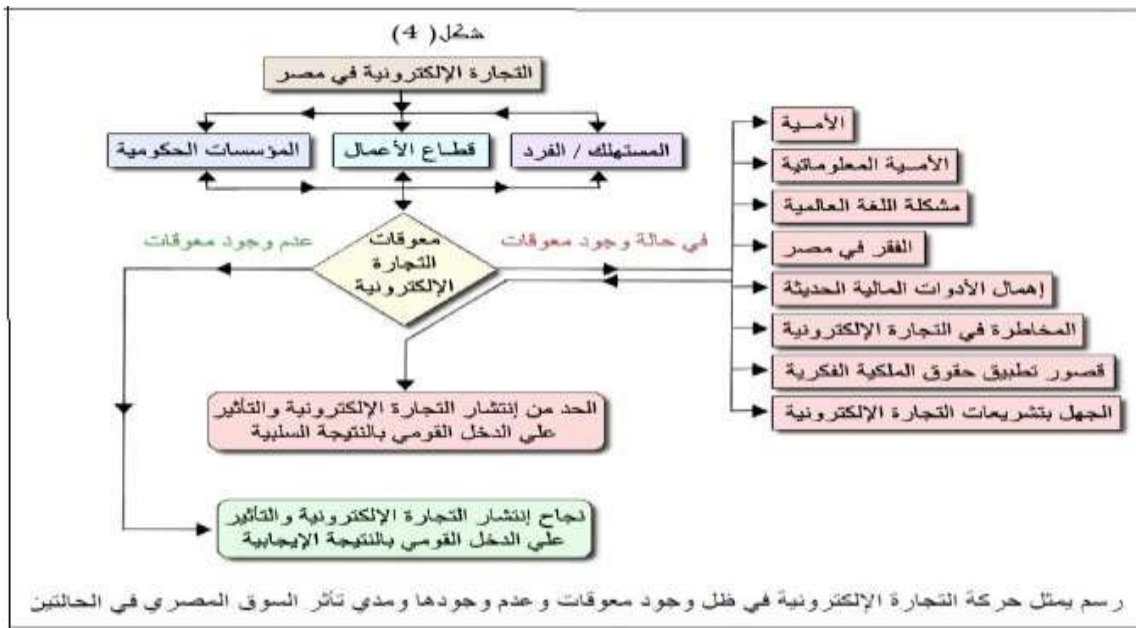 شكل( 4 )
التجارة الإلكترونية في مصر
المستهلك / الفرد
قطاع الأعمال
المؤسسات الحكومية
معوقات
التجارة
الإلكترونية
في حالة وجود معوقات
عدم وجود معوقات
الأمــية
الأمــية المعلوماتية
مشكلة اللغة العالمية
الفقر في مصر
إهمال الأدوات المالية الحديثة
المخاطرة في التجارة الإلكترونية
قصور تطبيق حقوق الملكية الفكرية
الجهل بتشريعات التجارة الإلكترونية
الحد من إنتشار التجارة الإلكترونية والتأثير
علي الدخل القومي بالنتيجة السلبية
نجاح إنتشار التجارة الإلكترونية والتأثير
علي الدخل القومي بالنتيجة الإيجابية
رسم يمثل حركة التجارة الإلكترونية في ظل وجود معوقات وعدم وجودها ومدي تأثر السوق المصري في الحالتين